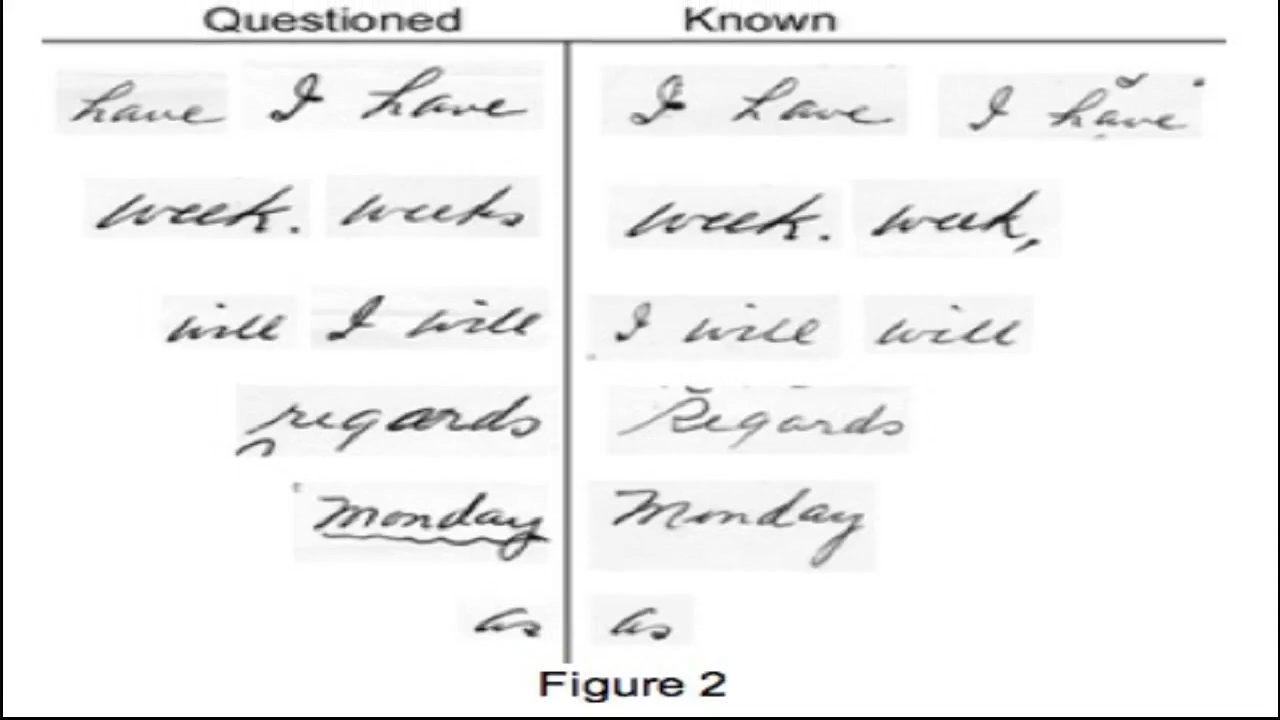 Questioned Known
have I have I have I have
week. weeks week. week,
will I will I will will
regards Regards
Monday Monday
as as
Figure 2